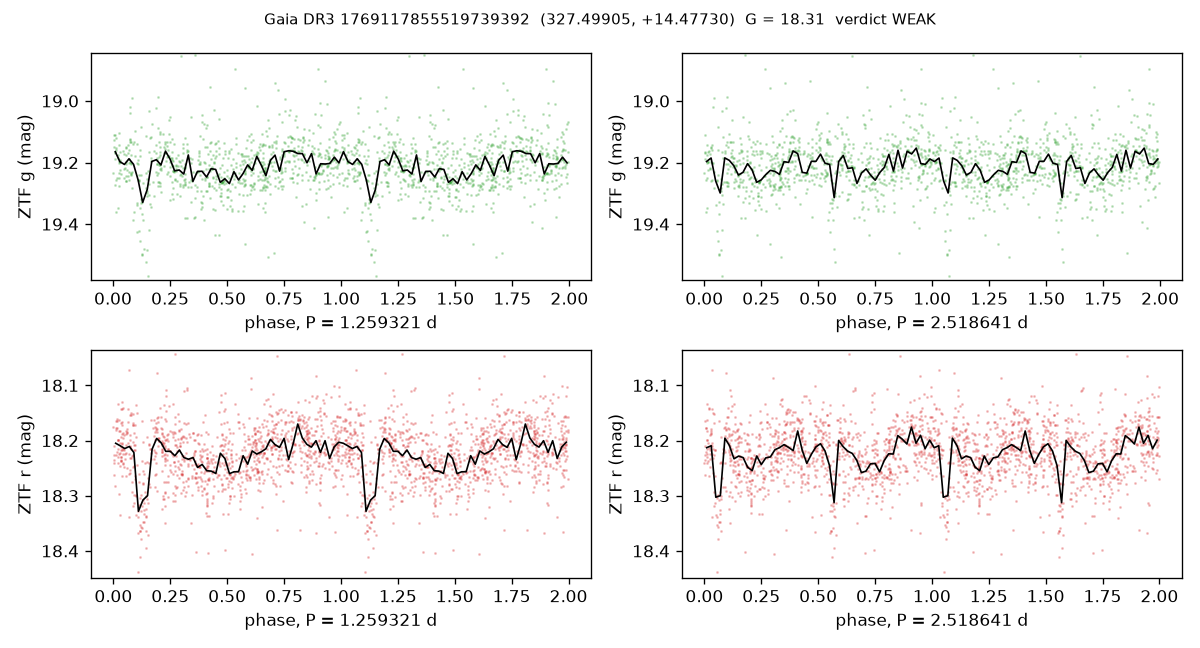 Gaia DR3 1769117855519739392 (327.49905, +14.47730) G = 18.31 verdict WEAK
ZTF g (mag)
19.0
19.2
19.4
0.00 0.25 0.50 0.75 1.00 1.25 1.50 1.75 2.00
phase, P = 1.259321 d
ZTF g (mag)
19.0
19.2
19.4
0.00 0.25 0.50 0.75 1.00 1.25 1.50 1.75 2.00
phase, P = 2.518641 d
ZTF r (mag)
18.1
18.2
18.3
18.4
0.00 0.25 0.50 0.75 1.00 1.25 1.50 1.75 2.00
phase, P = 1.259321 d
ZTF r (mag)
18.1
18.2
18.3
18.4
0.00 0.25 0.50 0.75 1.00 1.25 1.50 1.75 2.00
phase, P = 2.518641 d